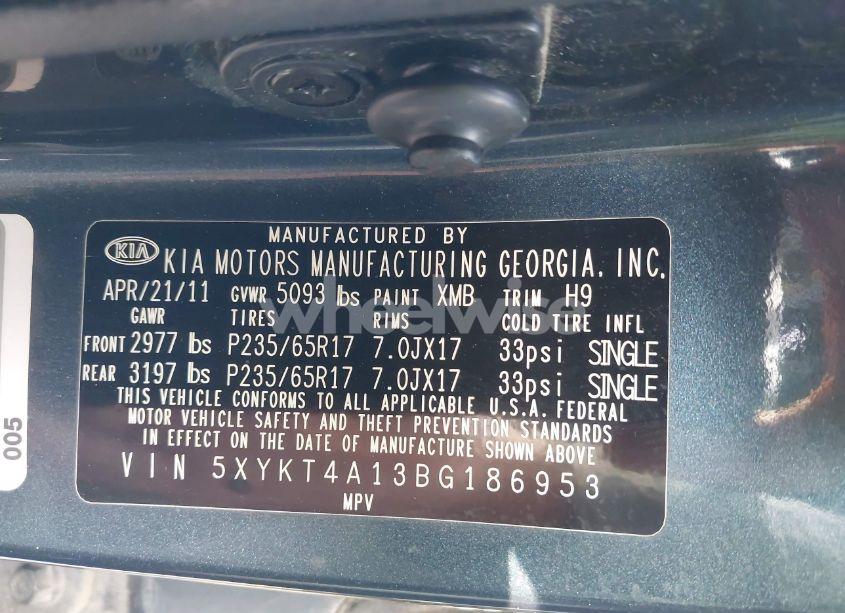 MANUFACTURED BY
KIA KIA MOTORS MANUFACTURING GEORGIA, INC.
APR/21/11 GVWR 5093 lbs PAINT XMB TRIM H9
GAWR TIRES RIMS COLD TIRE INFL
FRONT 2977 lbs P235/65R17 7.0JX17 33psi SINGLE
REAR 3197 lbs P235/65R17 7.0JX17 33psi SINGLE
THIS VEHICLE CONFORMS TO ALL APPLICABLE U.S.A. FEDERAL
MOTOR VEHICLE SAFETY AND THEFT PREVENTION STANDARDS
IN EFFECT ON THE DATE OF MANUFACTURE SHOWN ABOVE
VIN 5XYKT4A13BG186953
MPV
005
wheelwise